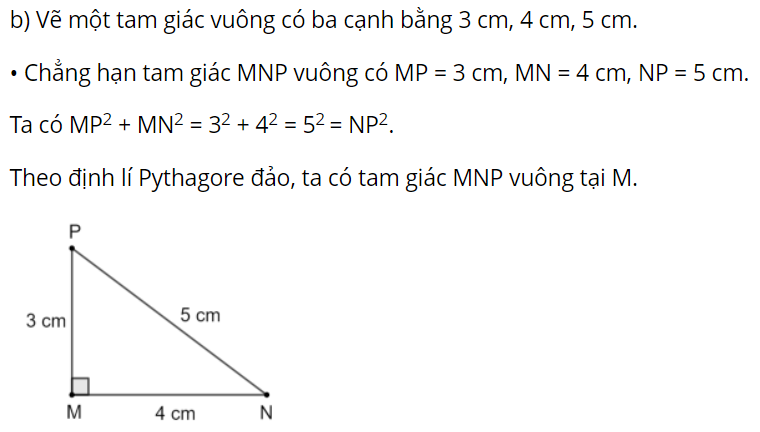 b) Vẽ một tam giác vuông có ba cạnh bằng 3 cm, 4 cm, 5 cm.
• Chẳng hạn tam giác MNP vuông có MP = 3 cm, MN = 4 cm, NP = 5 cm.
Ta có MP² + MN² = 3² + 4² = 5² = NP².
Theo định lí Pythagore đảo, ta có tam giác MNP vuông tại M.
P
3 cm
5 cm
M
4 cm
N